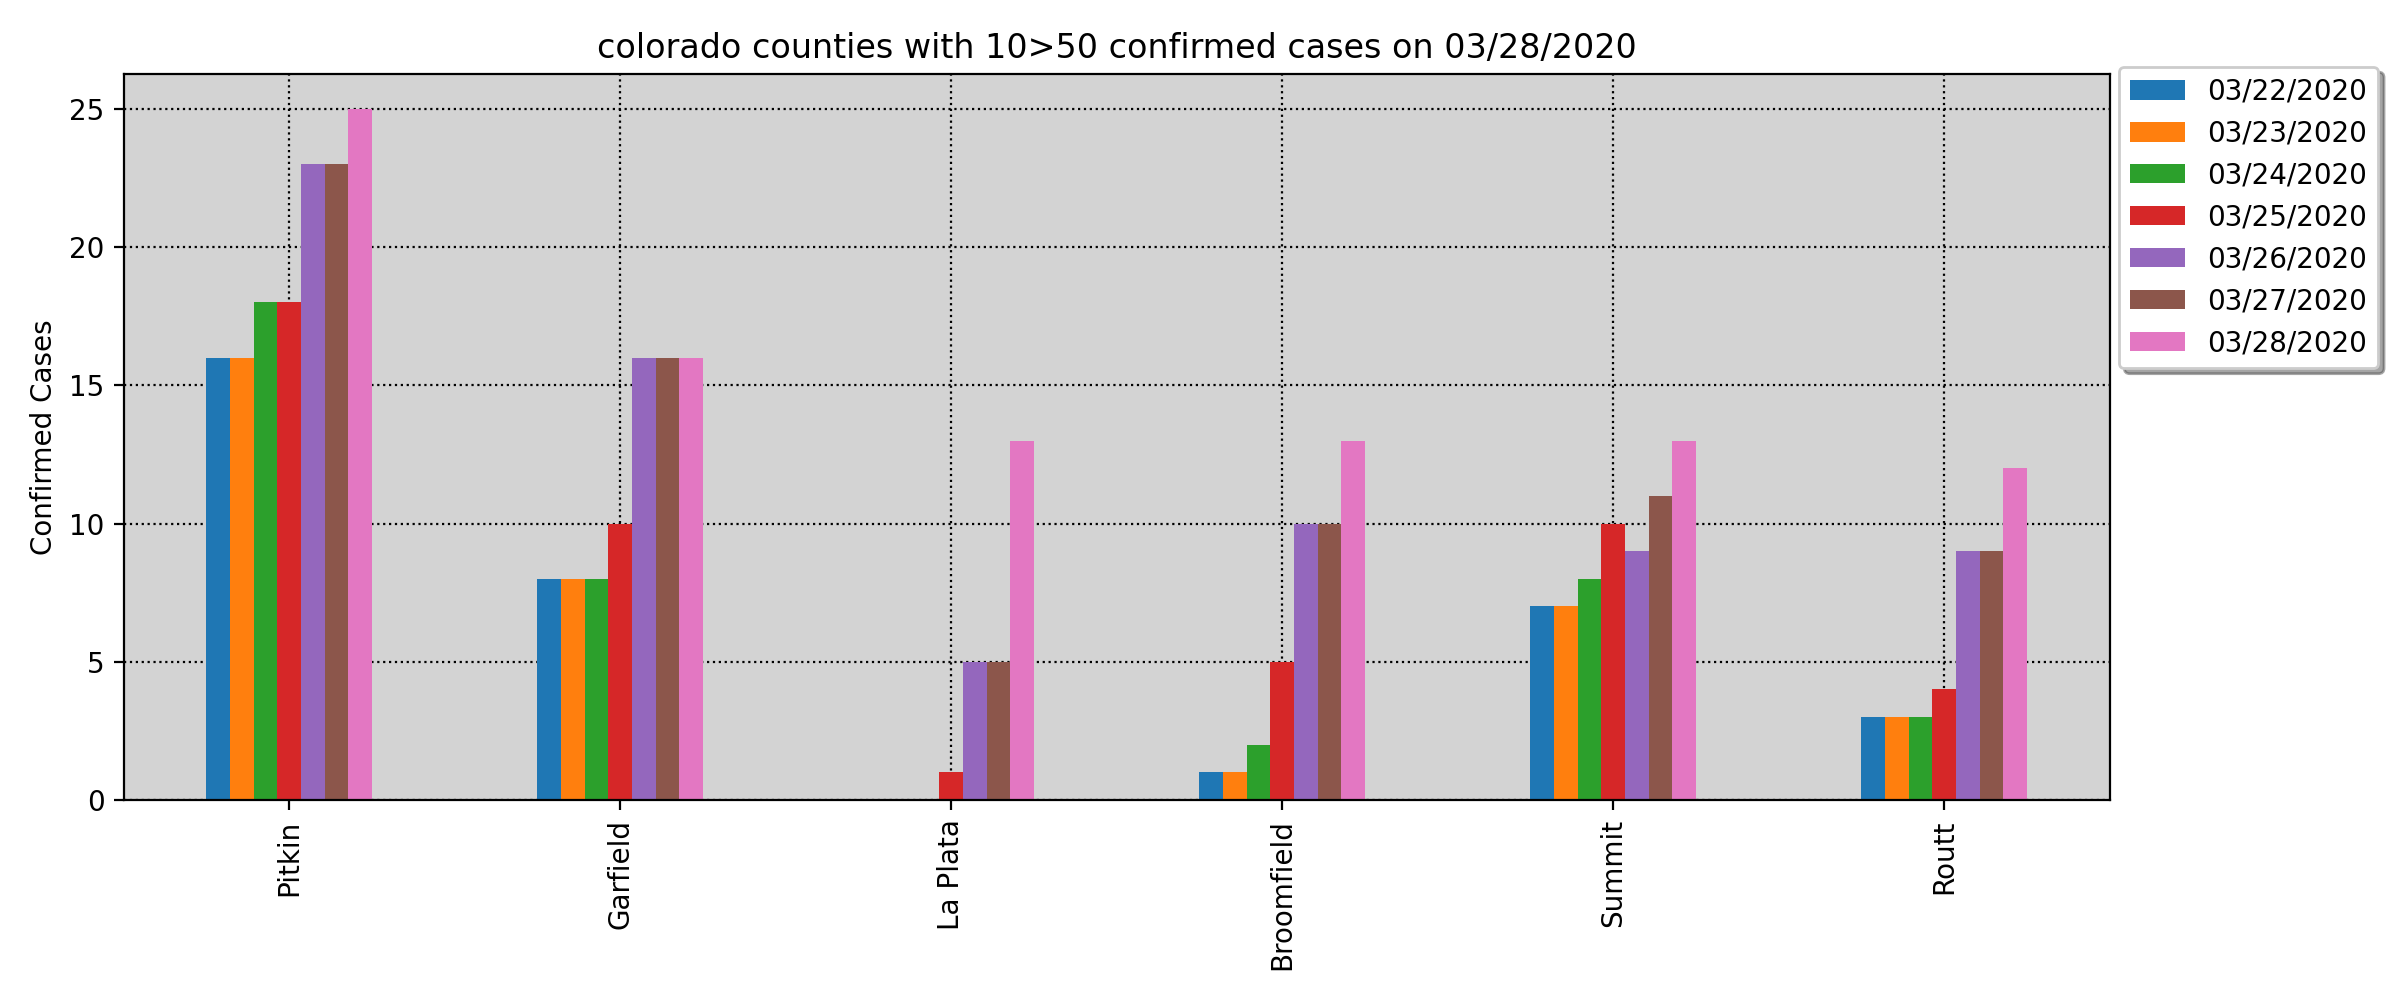 colorado counties with 10>50 confirmed cases on 03/28/2020
03/22/2020
03/23/2020
03/24/2020
03/25/2020
03/26/2020
03/27/2020
03/28/2020
Confirmed Cases
25
20
15
10
5
0
Pitkin
Garfield
La Plata
Broomfield
Summit
Routt